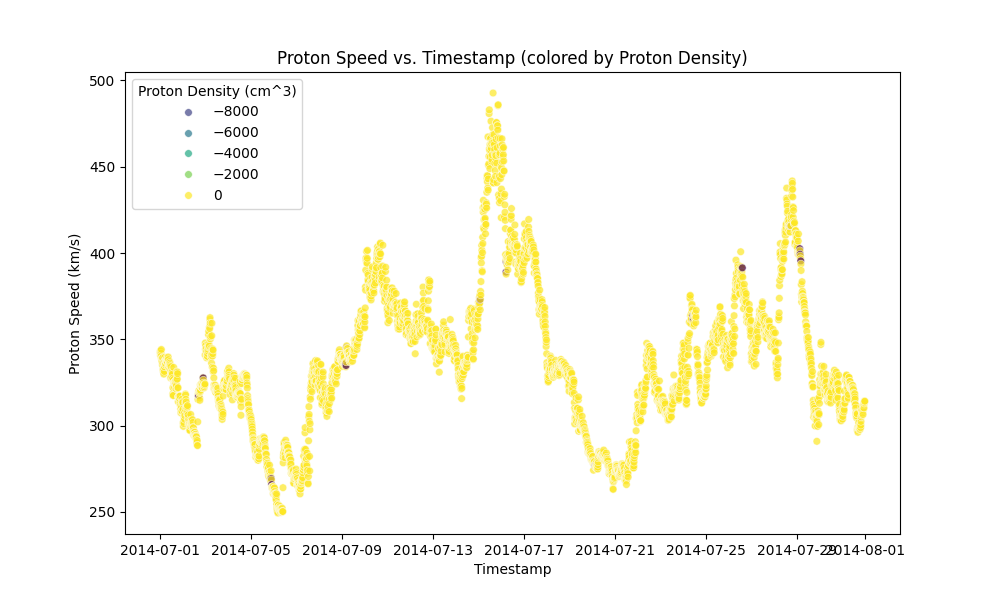 Proton Speed vs. Timestamp (colored by Proton Density)
Proton Density (cm^3)
−8000
−6000
−4000
−2000
0
500
450
400
350
300
250
Proton Speed (km/s)
2014-07-01 2014-07-05 2014-07-09 2014-07-13 2014-07-17 2014-07-21 2014-07-25 2014-07-29 2014-08-01
Timestamp